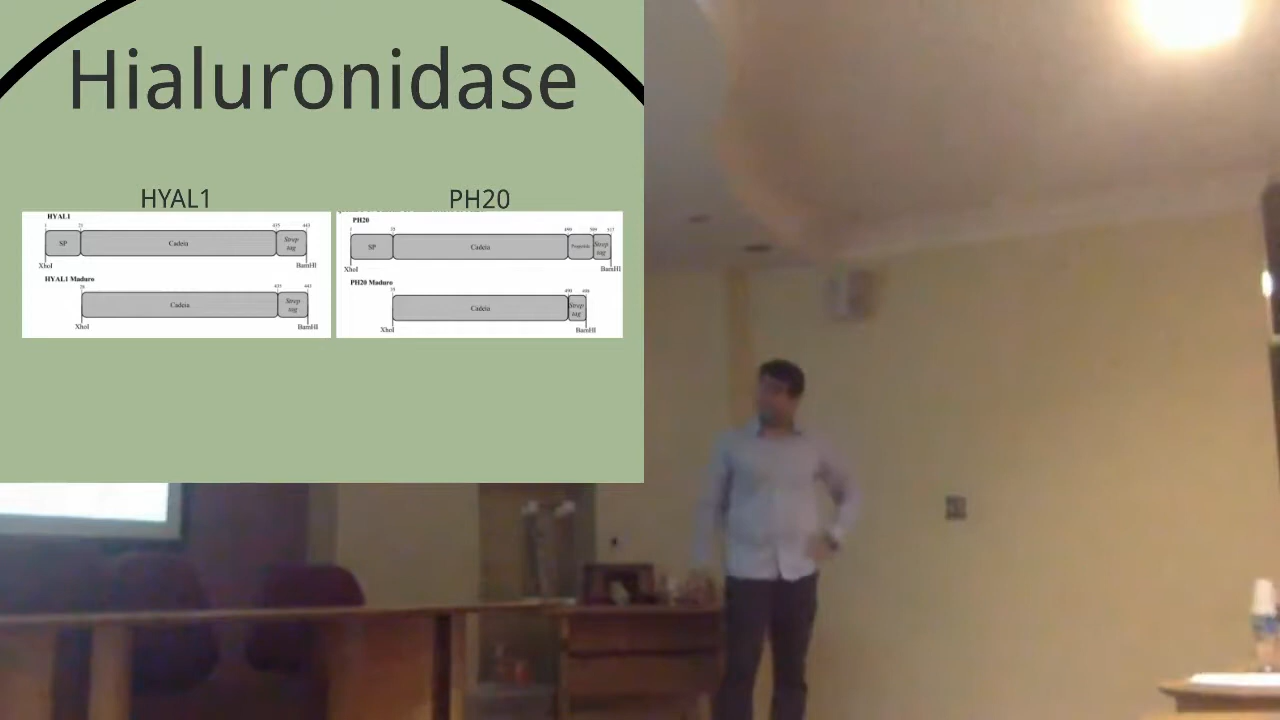 Hialuronidase
HYAL1
HYAL1
SP
Cadeia
Strep
tag
XhoI
BamHI
HYAL1 Maduro
Cadeia
Strep
tag
XhoI
BamHI
PH20
PH20
SP
Cadeia
Strep
tag
XhoI
BamHI
PH20 Maduro
Cadeia
Strep
tag
XhoI
BamHI